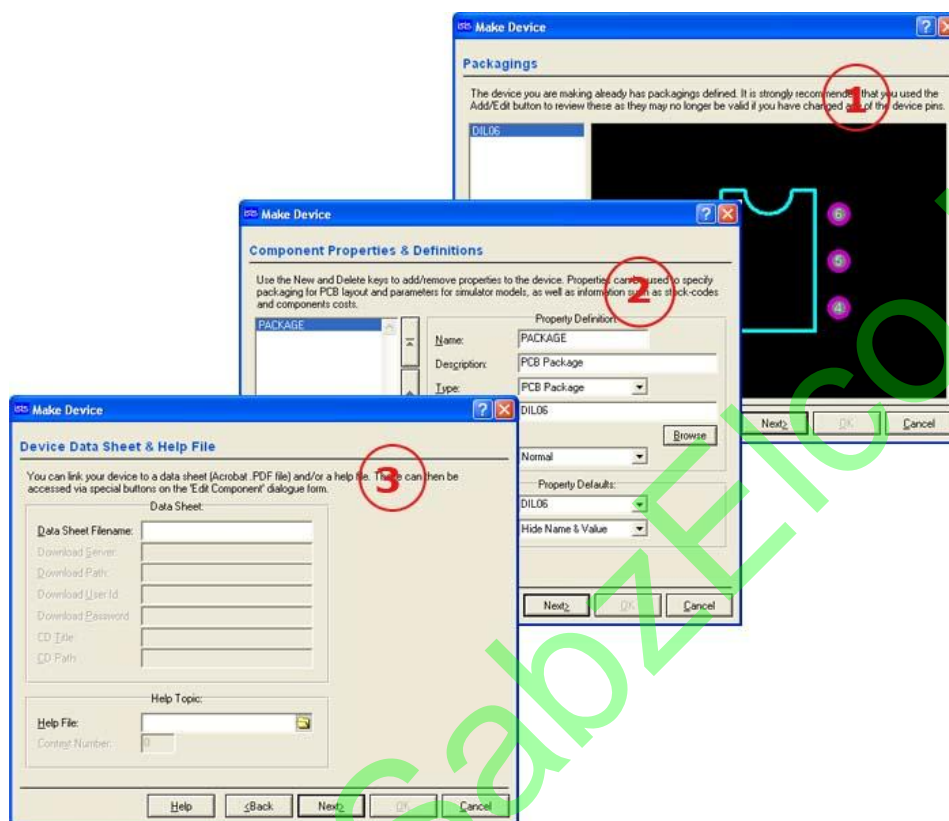 ISIS Make Device
Packagings
The device you are making already has packagings defined. It is strongly recommended that you used the
Add/Edit button to review these as they may no longer be valid if you have changed any of the device pins.
1
DIL06
6
5
4
Next> OK Cancel
ISIS Make Device
Component Properties & Definitions
Use the New and Delete keys to add/remove properties to the device. Properties can be used to specify
packaging for PCB layout and parameters for simulator models, as well as information such as stock-codes
and components costs.
2
PACKAGE
Property Definition:
Name: PACKAGE
Description: PCB Package
Type: PCB Package
DIL06
Browse
Normal
Property Defaults:
DIL06
Hide Name & Value
Next> OK Cancel
ISIS Make Device
Device Data Sheet & Help File
You can link your device to a data sheet (Acrobat .PDF file) and/or a help file. These can then be
accessed via special buttons on the 'Edit Component' dialogue form.
3
Data Sheet:
Data Sheet Filename:
Download Server:
Download Path:
Download User Id
Download Password
CD Title:
CD Path:
Help Topic:
Help File:
Context Number: 0
Help <Back Next> OK Cancel